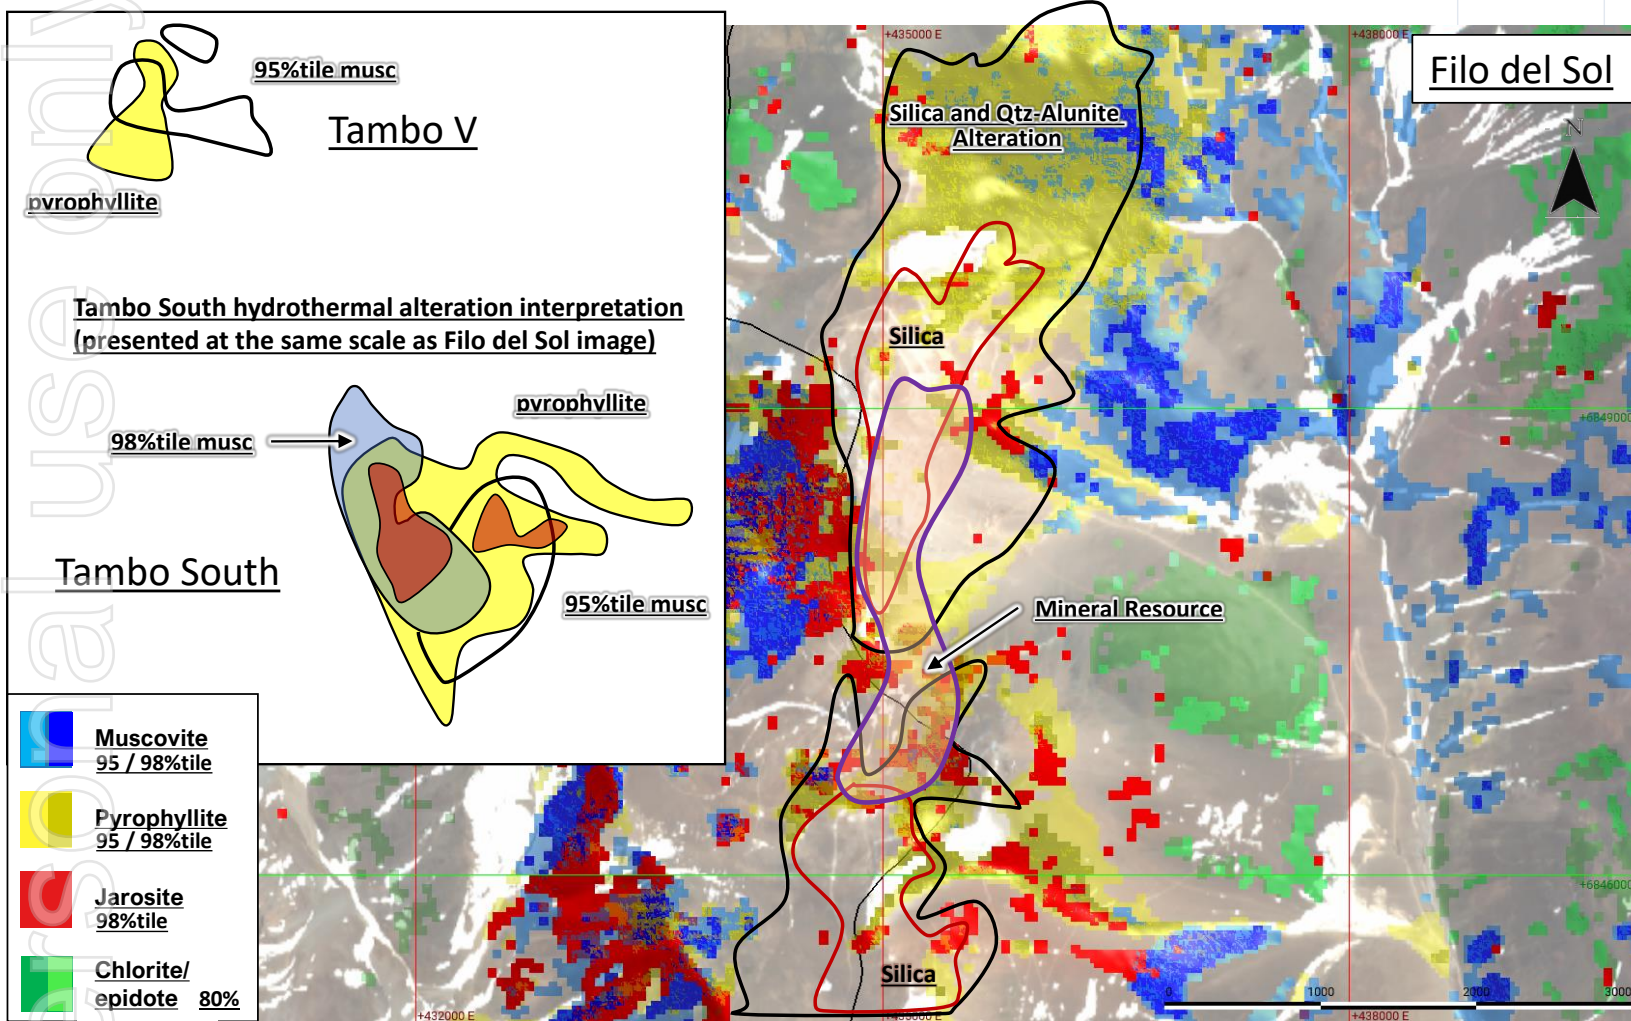 ersonal use only
95%tile musc
Tambo V
pyrophyllite
Tambo South hydrothermal alteration interpretation
(presented at the same scale as Filo del Sol image)
pyrophyllite
98%tile musc
Tambo South
95%tile musc
Muscovite
95 / 98%tile
Pyrophyllite
95 / 98%tile
Jarosite
98%tile
Chlorite/
epidote 80%
+435000 E
+438000 E
Filo del Sol
N
Silica and Qtz-Alunite
Alteration
Silica
+6849000
Mineral Resource
+6846000
Silica
0 1000 2000 3000
+432000 E
+435000 E
+438000 E